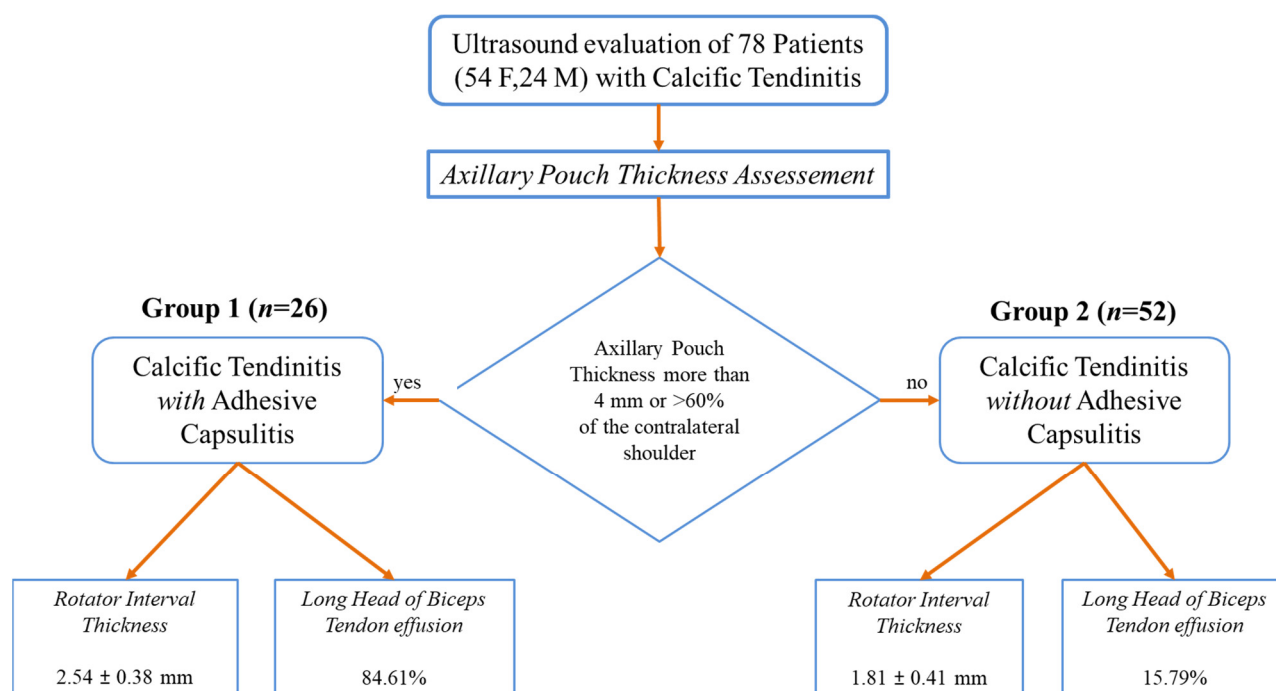 Ultrasound evaluation of 78 Patients
(54 F,24 M) with Calcific Tendinitis
Axillary Pouch Thickness Assessement
Group 1 (n=26)
Calcific Tendinitis
with Adhesive
Capsulitis
yes
Axillary Pouch
Thickness more than
4 mm or >60%
of the contralateral
shoulder
no
Group 2 (n=52)
Calcific Tendinitis
without Adhesive
Capsulitis
Rotator Interval
Thickness
2.54 ± 0.38 mm
Long Head of Biceps
Tendon effusion
84.61%
Rotator Interval
Thickness
1.81 ± 0.41 mm
Long Head of Biceps
Tendon effusion
15.79%